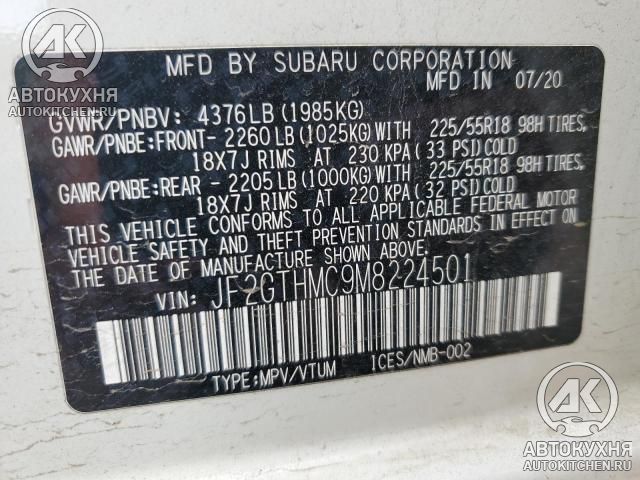 MFD BY SUBARU CORPORATION
MFD IN 07/20
GVWR/PNBV: 4376LB (1985KG)
GAWR/PNBE:FRONT- 2260 LB (1025KG) WITH 225/55R18 98H TIRES,
18X7J RIMS AT 230 KPA (33 PSI) COLD
GAWR/PNBE:REAR - 2205 LB (1000KG) WITH 225/55R18 98H TIRES,
18X7J RIMS AT 220 KPA (32 PSI) COLD
THIS VEHICLE CONFORMS TO ALL APPLICABLE FEDERAL MOTOR
VEHICLE SAFETY AND THEFT PREVENTION STANDARDS IN EFFECT ON
THE DATE OF MANUFACTURE SHOWN ABOVE.
VIN: JF2GTHMC9M8224501
TYPE:MPV/VTUM ICES/NMB-002
АК
АВТОКУХНЯ
AUTOKITCHEN.RU
АК
АВТОКУХНЯ
AUTOKITCHEN.RU